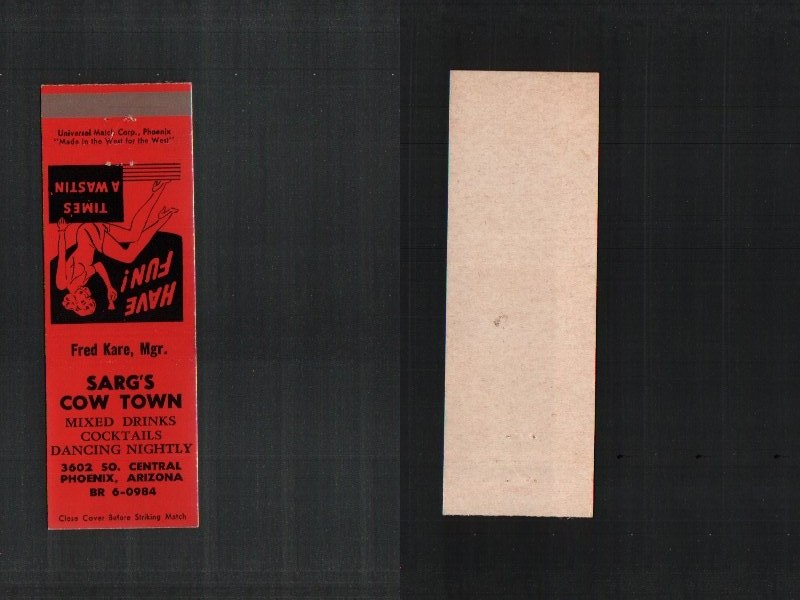 Universal Match Corp., Phoenix
"Made in the West for the West"
TIME'S
A WASTIN
HAVE
FUN!
Fred Kare, Mgr.
SARG'S
COW TOWN
MIXED DRINKS
COCKTAILS
DANCING NIGHTLY
3602 SO. CENTRAL
PHOENIX, ARIZONA
BR 6-0984
Close Cover Before Striking Match